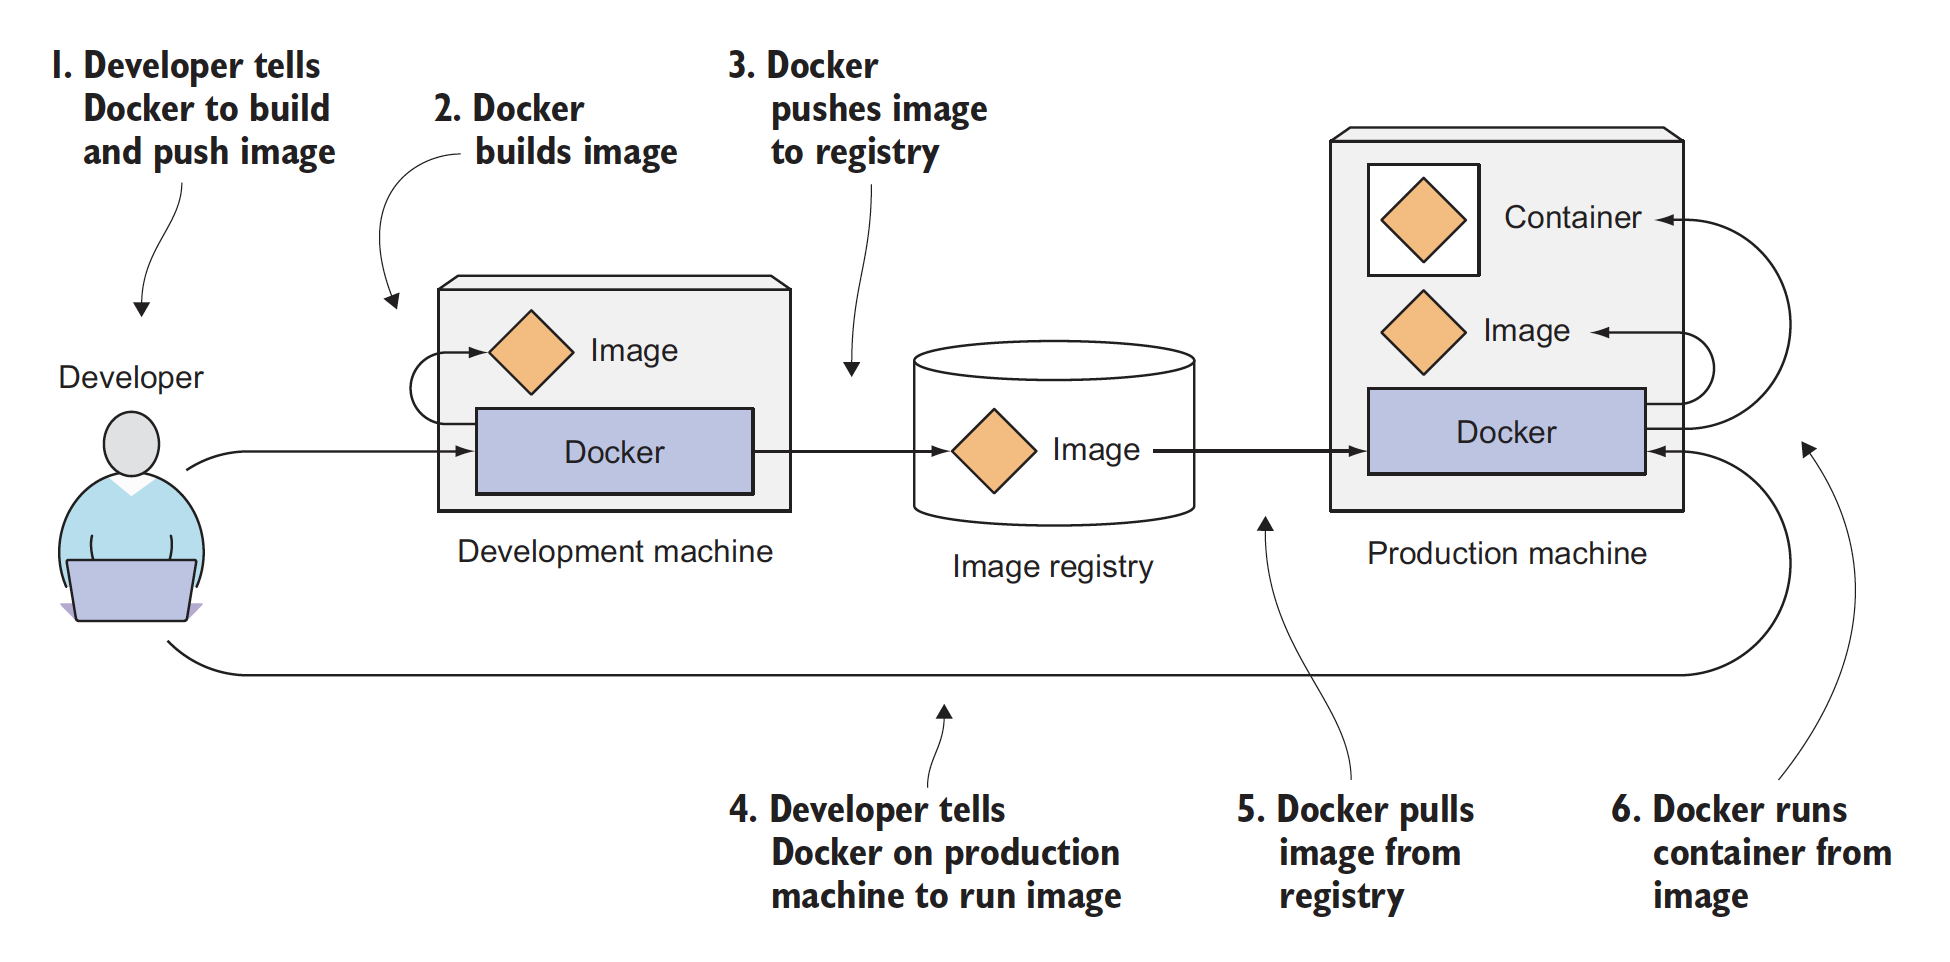 1. Developer tells
Docker to build
and push image
2. Docker
builds image
3. Docker
pushes image
to registry
Container
Image
Docker
Production machine
Developer
Image
Docker
Development machine
Image
Image registry
4. Developer tells
Docker on production
machine to run image
5. Docker pulls
image from
registry
6. Docker runs
container from
image